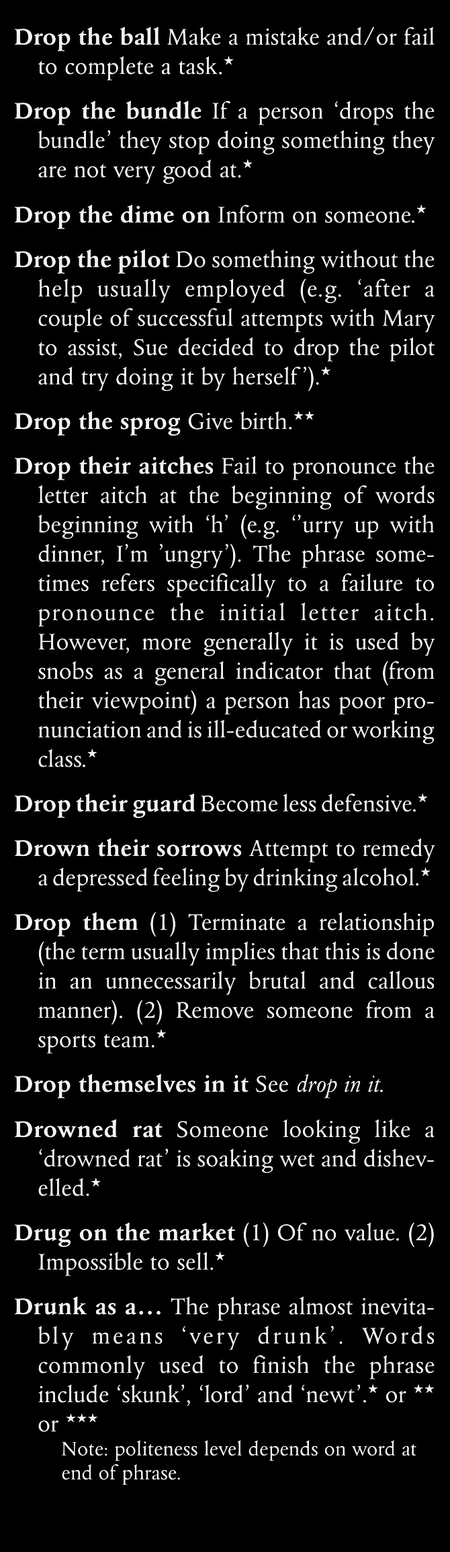 Drop the ball Make a mistake and/or fail
to complete a task.★
Drop the bundle If a person ‘drops the
bundle’ they stop doing something they
are not very good at.★
Drop the dime on Inform on someone.★
Drop the pilot Do something without the
help usually employed (e.g. ‘after a
couple of successful attempts with Mary
to assist, Sue decided to drop the pilot
and try doing it by herself’).★
Drop the sprog Give birth.★★
Drop their aitches Fail to pronounce the
letter aitch at the beginning of words
beginning with ‘h’ (e.g. ‘’urry up with
dinner, I’m ’ungry’). The phrase some-
times refers specifically to a failure to
pronounce the initial letter aitch.
However, more generally it is used by
snobs as a general indicator that (from
their viewpoint) a person has poor pro-
nunciation and is ill-educated or working
class.★
Drop their guard Become less defensive.★
Drown their sorrows Attempt to remedy
a depressed feeling by drinking alcohol.★
Drop them (1) Terminate a relationship
(the term usually implies that this is done
in an unnecessarily brutal and callous
manner). (2) Remove someone from a
sports team.★
Drop themselves in it See drop in it.
Drowned rat Someone looking like a
‘drowned rat’ is soaking wet and dishev-
elled.★
Drug on the market (1) Of no value. (2)
Impossible to sell.★
Drunk as a… The phrase almost inevita-
bly means ‘very drunk’. Words
commonly used to finish the phrase
include ‘skunk’, ‘lord’ and ‘newt’.★ or ★★
or ★★★
Note: politeness level depends on word at
end of phrase.